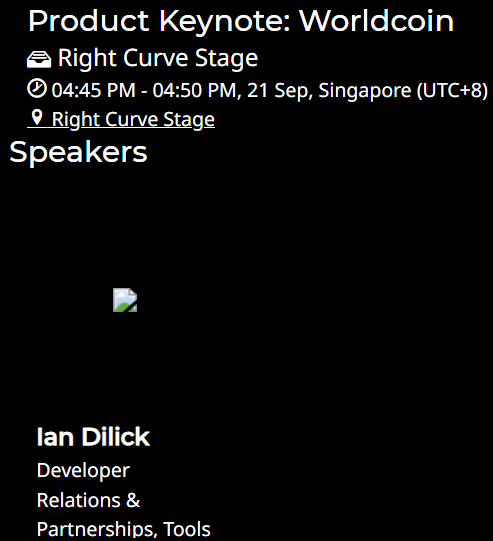 Product Keynote: Worldcoin
Right Curve Stage
04:45 PM - 04:50 PM, 21 Sep, Singapore (UTC+8)
Right Curve Stage
Speakers
Ian Dilick
Developer
Relations &
Partnerships, Tools